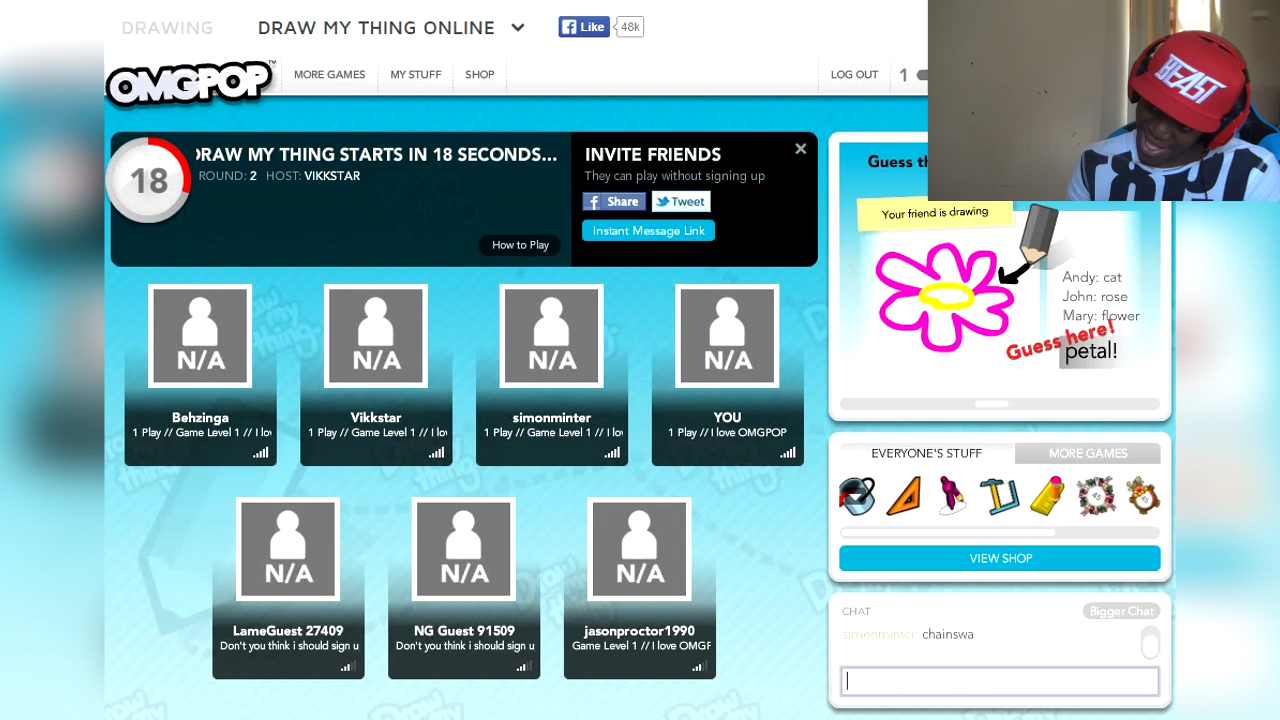 DRAWING
DRAW MY THING ONLINE
Like
48k
OMGPOP™
MORE GAMES
MY STUFF
SHOP
LOG OUT
1
BEAST
18
DRAW MY THING STARTS IN 18 SECONDS...
ROUND: 2 HOST: VIKKSTAR
How to Play
INVITE FRIENDS
They can play without signing up
Share
Tweet
Instant Message Link
Guess th
Your friend is drawing
Andy: cat
John: rose
Mary: flower
Guess here!
petal!
N/A
Behzinga
1 Play // Game Level 1 // I lo
N/A
Vikkstar
1 Play // Game Level 1 // I lo
N/A
simonminter
1 Play // Game Level 1 // I lo
N/A
YOU
1 Play // I love OMGPOP
N/A
LameGuest 27409
Don't you think i should sign u
N/A
NG Guest 91509
Don't you think i should sign u
N/A
jasonproctor1990
Game Level 1 // I love OMGF
EVERYONE'S STUFF
MORE GAMES
VIEW SHOP
CHAT
Bigger Chat
simonminter: chainswa